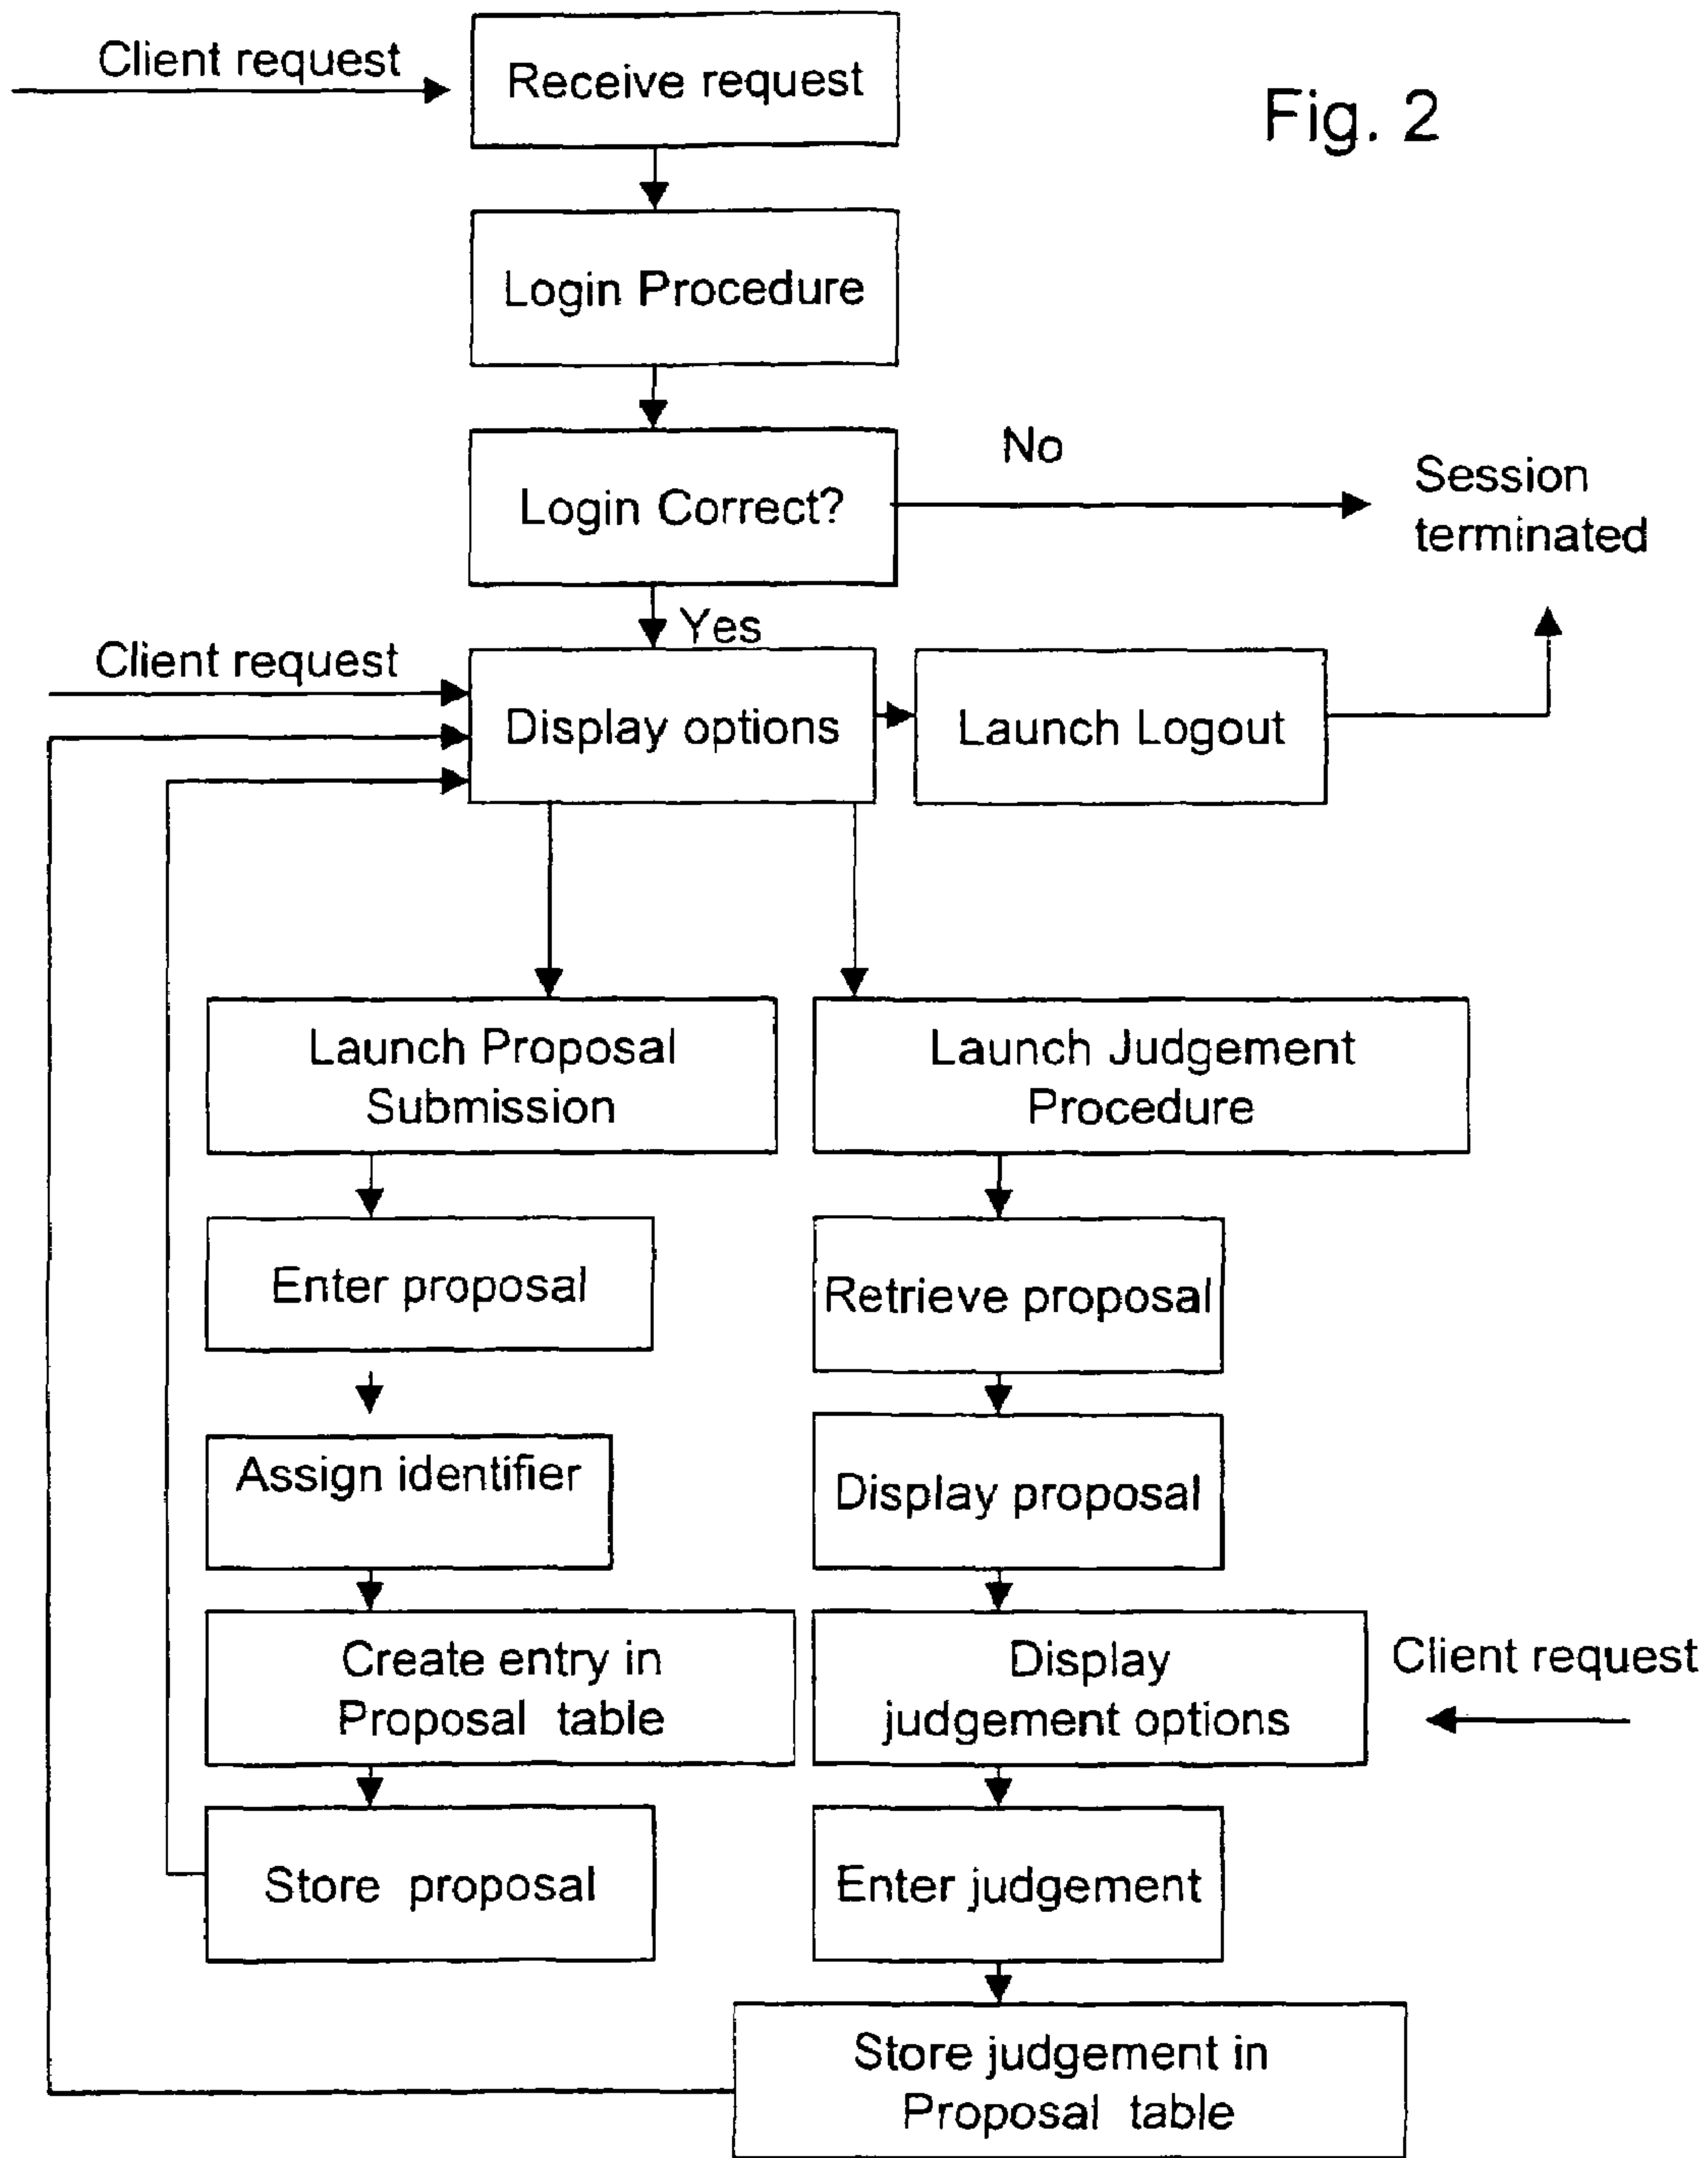 Client request
Receive request
Fig. 2
Login Procedure
Login Correct?
No
Session
terminated
Yes
Client request
Display options
Launch Logout
Launch Proposal
Submission
Launch Judgement
Procedure
Enter proposal
Retrieve proposal
Assign identifier
Display proposal
Create entry in
Proposal table
Display
judgement options
Client request
Store proposal
Enter judgement
Store judgement in
Proposal table